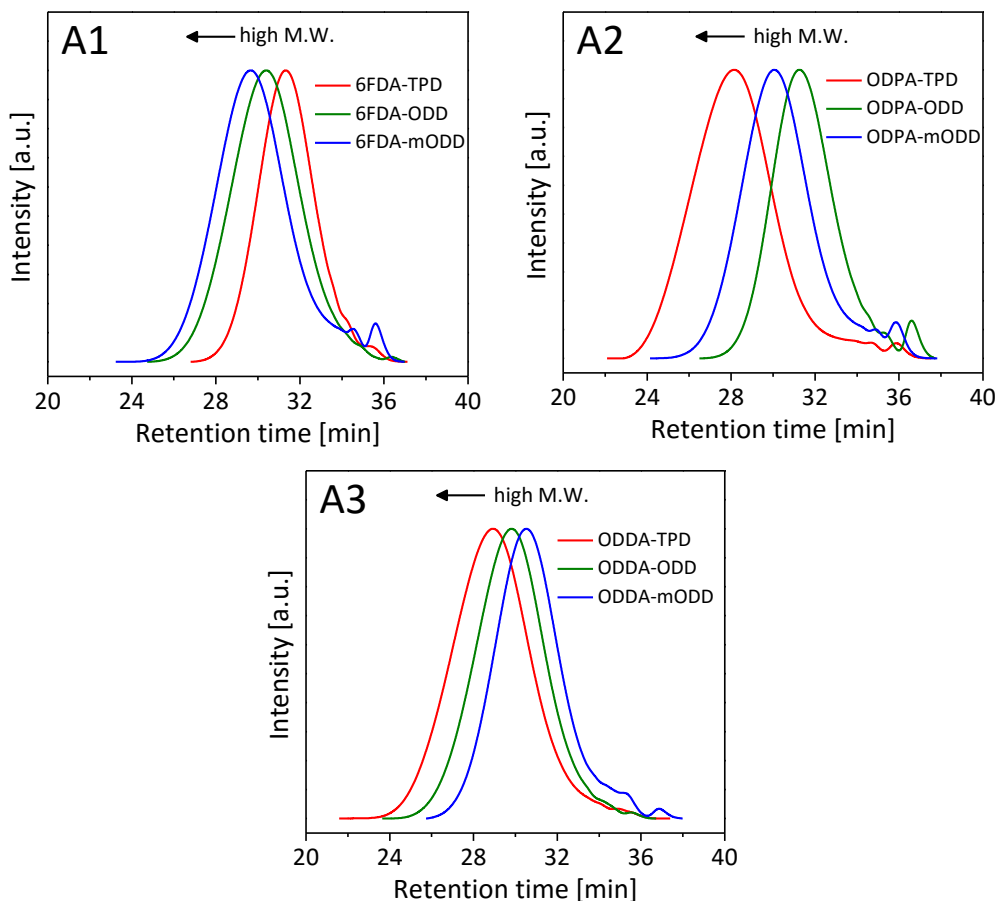 A1
← high M.W.
6FDA-TPD
6FDA-ODD
6FDA-mODD
Intensity [a.u.]
20 24 28 32 36 40
Retention time [min]
A2
← high M.W.
ODPA-TPD
ODPA-ODD
ODPA-mODD
Intensity [a.u.]
20 24 28 32 36 40
Retention time [min]
A3
← high M.W.
ODDA-TPD
ODDA-ODD
ODDA-mODD
Intensity [a.u.]
20 24 28 32 36 40
Retention time [min]